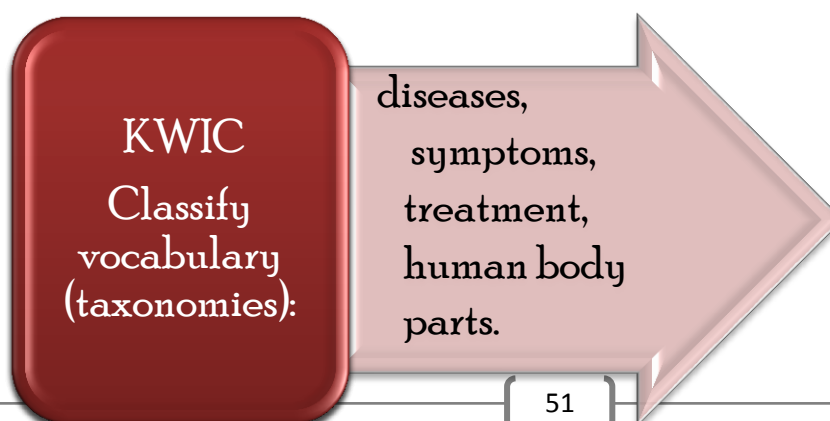 KWIC
Classify
vocabulary
(taxonomies):
diseases,
symptoms,
treatment,
human body
parts.
51